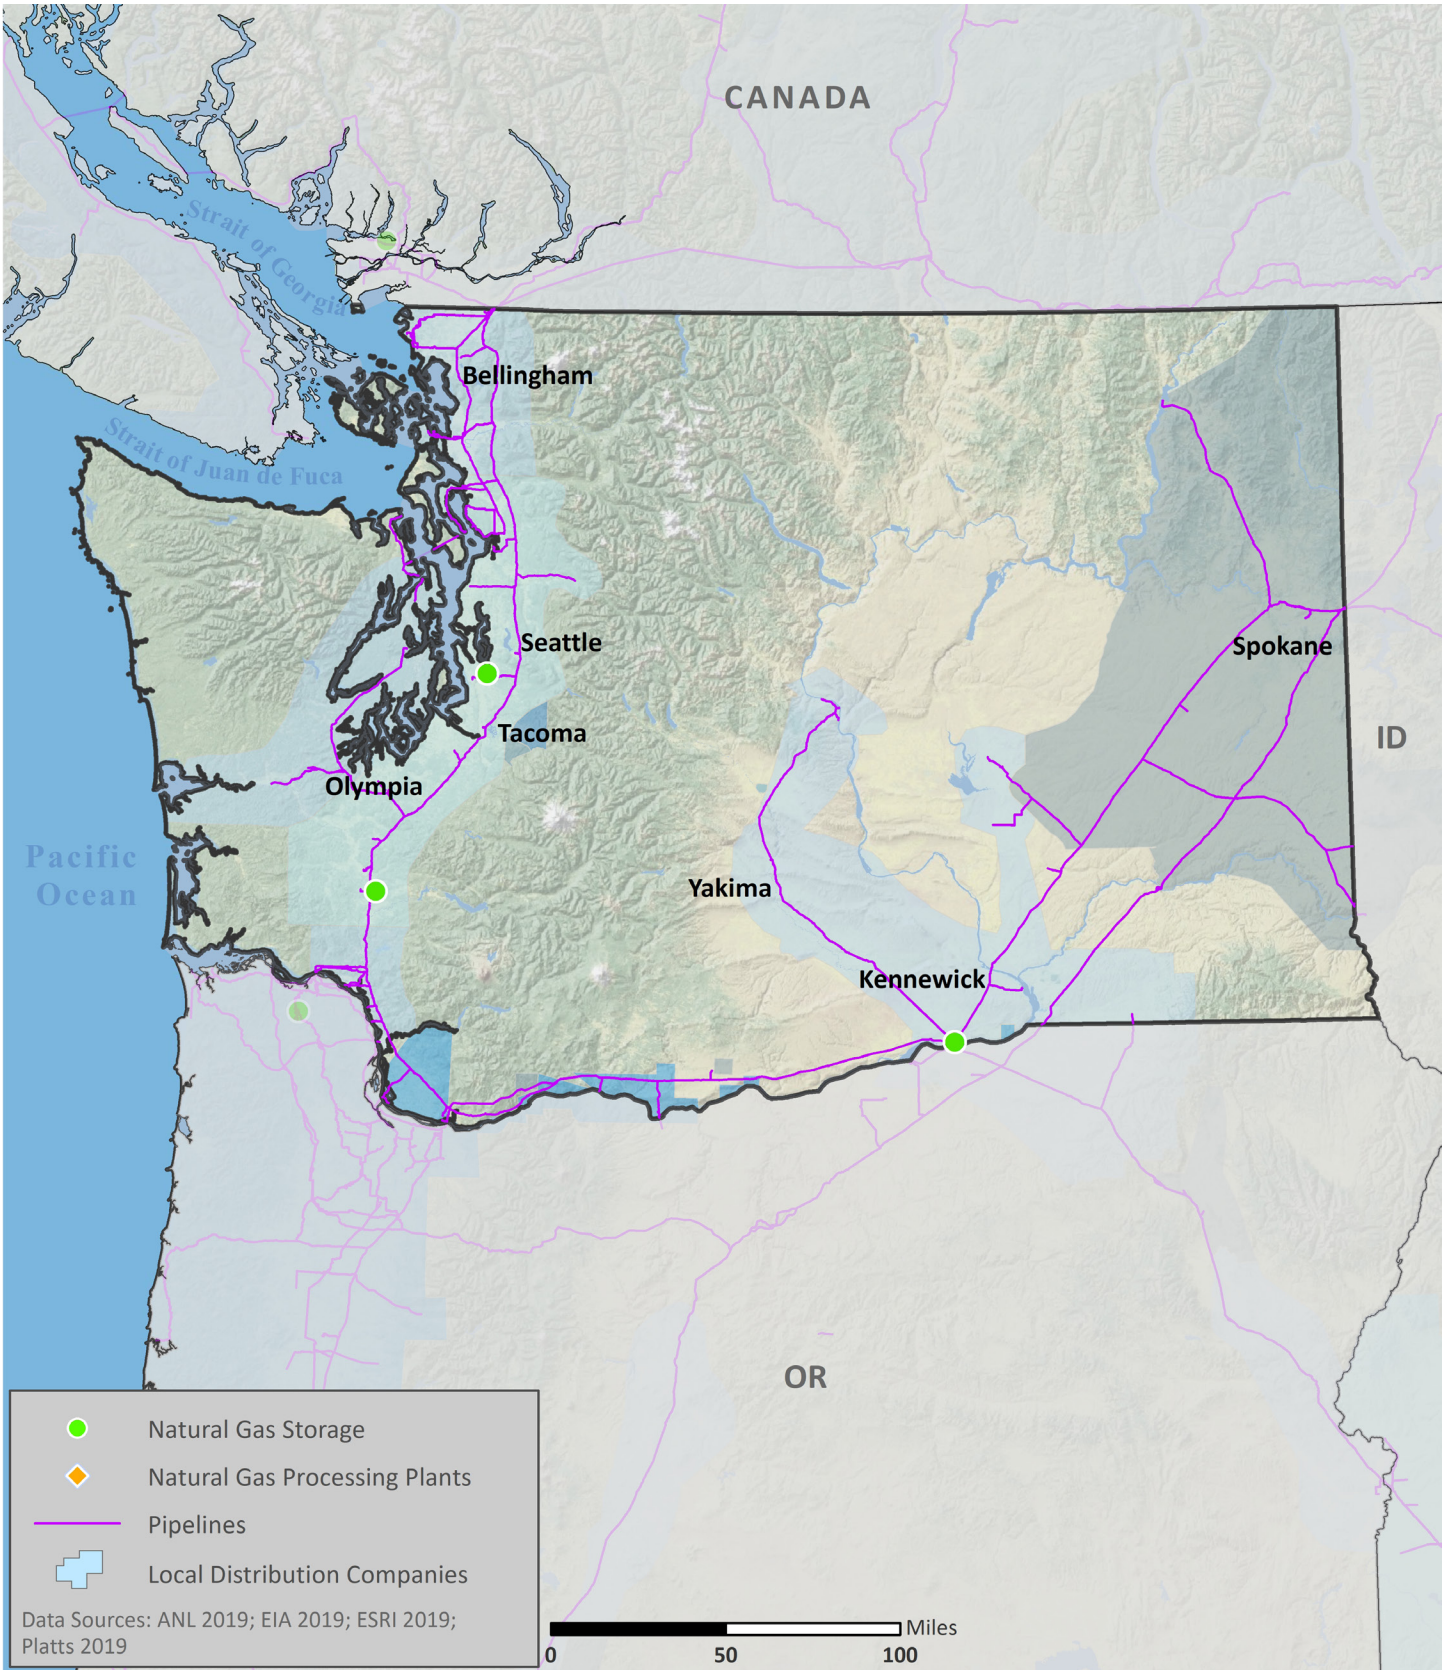 CANADA
Strait of Georgia
Bellingham
Strait of Juan de Fuca
Seattle
Spokane
Tacoma
ID
Olympia
Pacific
Ocean
Yakima
Kennewick
OR
Natural Gas Storage
Natural Gas Processing Plants
Pipelines
Local Distribution Companies
Data Sources: ANL 2019; EIA 2019; ESRI 2019;
Platts 2019
Miles
0 50 100